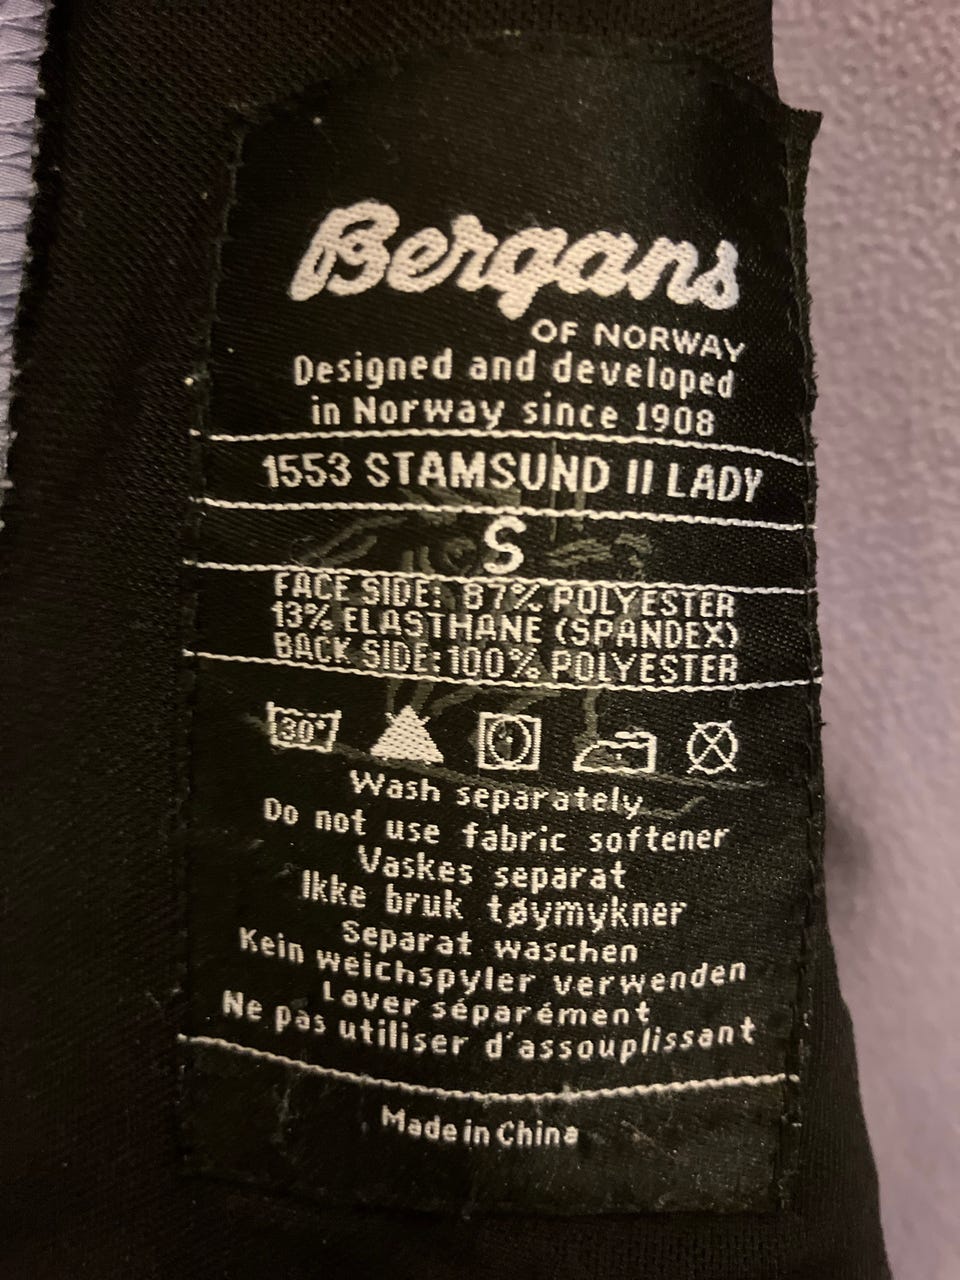 Bergans
OF NORWAY
Designed and developed
in Norway since 1908
1553 STAMSUND II LADY
S
FACE SIDE: 87% POLYESTER
13% ELASTHANE (SPANDEX)
BACK SIDE: 100% POLYESTER
30°
Wash separately
Do not use fabric softener
Vaskes separat
Ikke bruk tøymykner
Separat waschen
Kein weichspyler verwenden
Laver séparément
Ne pas utiliser d'assouplissant
Made in China